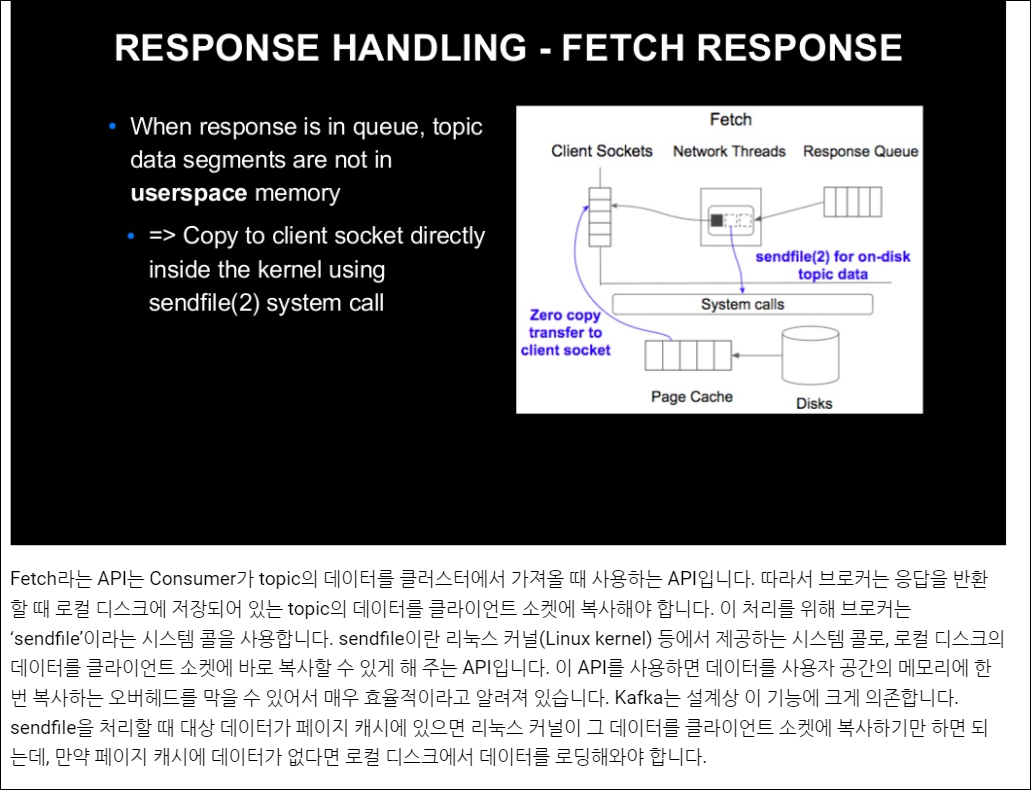 RESPONSE HANDLING - FETCH RESPONSE
• When response is in queue, topic
data segments are not in
userspace memory
• => Copy to client socket directly
inside the kernel using
sendfile(2) system call
Fetch
Client Sockets Network Threads Response Queue
sendfile(2) for on-disk
topic data
System calls
Zero copy
transfer to
client socket
Page Cache
Disks
Fetch라는 API는 Consumer가 topic의 데이터를 클러스터에서 가져올 때 사용하는 API입니다. 따라서 브로커는 응답을 반환
할 때 로컬 디스크에 저장되어 있는 topic의 데이터를 클라이언트 소켓에 복사해야 합니다. 이 처리를 위해 브로커는
‘sendfile’이라는 시스템 콜을 사용합니다. sendfile이란 리눅스 커널(Linux kernel) 등에서 제공하는 시스템 콜로, 로컬 디스크의
데이터를 클라이언트 소켓에 바로 복사할 수 있게 해 주는 API입니다. 이 API를 사용하면 데이터를 사용자 공간의 메모리에 한
번 복사하는 오버헤드를 막을 수 있어서 매우 효율적이라고 알려져 있습니다. Kafka는 설계상 이 기능에 크게 의존합니다.
sendfile을 처리할 때 대상 데이터가 페이지 캐시에 있으면 리눅스 커널이 그 데이터를 클라이언트 소켓에 복사하기만 하면 되
는데, 만약 페이지 캐시에 데이터가 없다면 로컬 디스크에서 데이터를 로딩해와야 합니다.